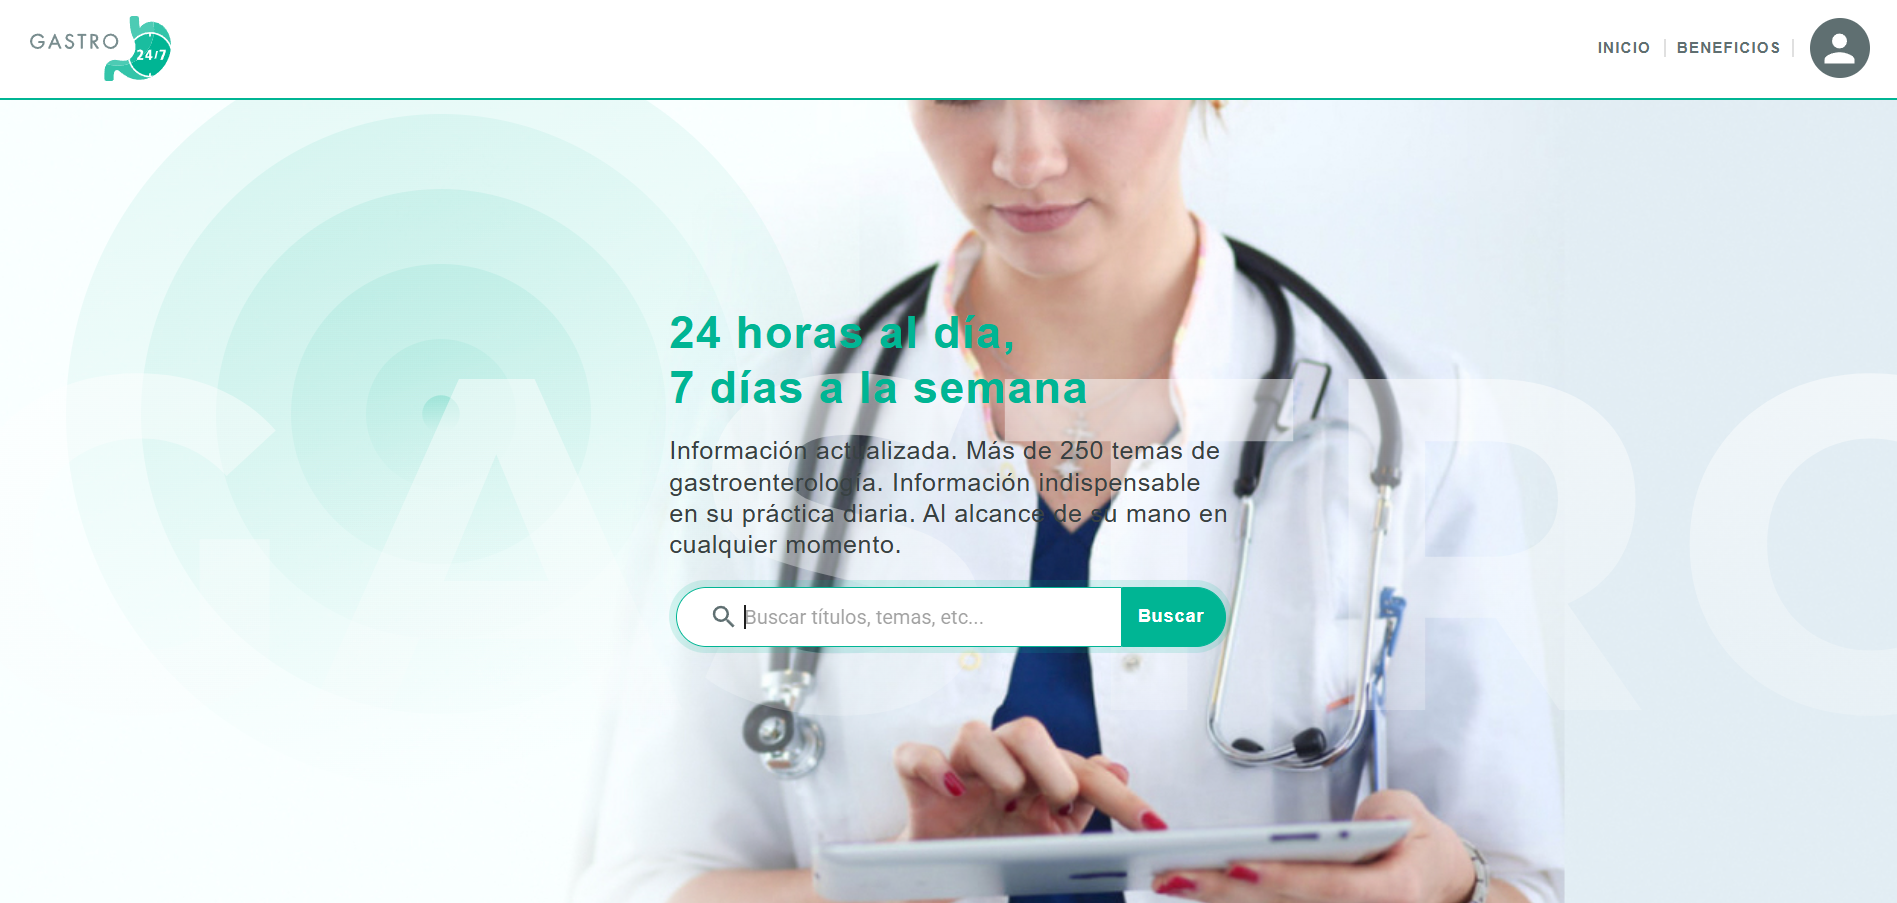 GASTRO
24/7
INICIO
BENEFICIOS
24 horas al día,
7 días a la semana
Información actualizada. Más de 250 temas de
gastroenterología. Información indispensable
en su práctica diaria. Al alcance de su mano en
cualquier momento.
Buscar títulos, temas, etc...
Buscar
GASTRO